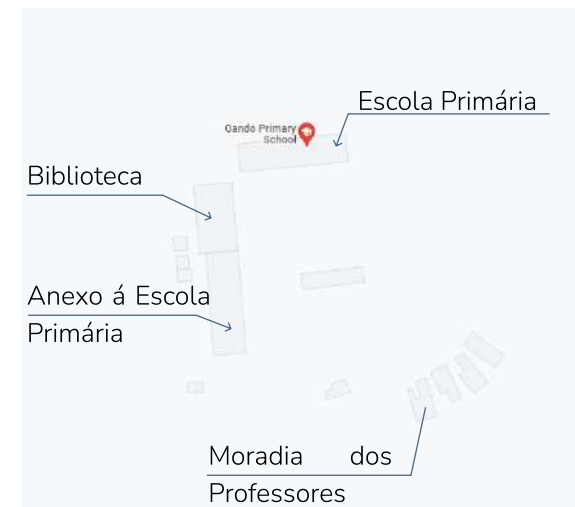 Escola Primária
Gando Primary
School
Biblioteca
Anexo á Escola
Primária
Moradia dos
Professores